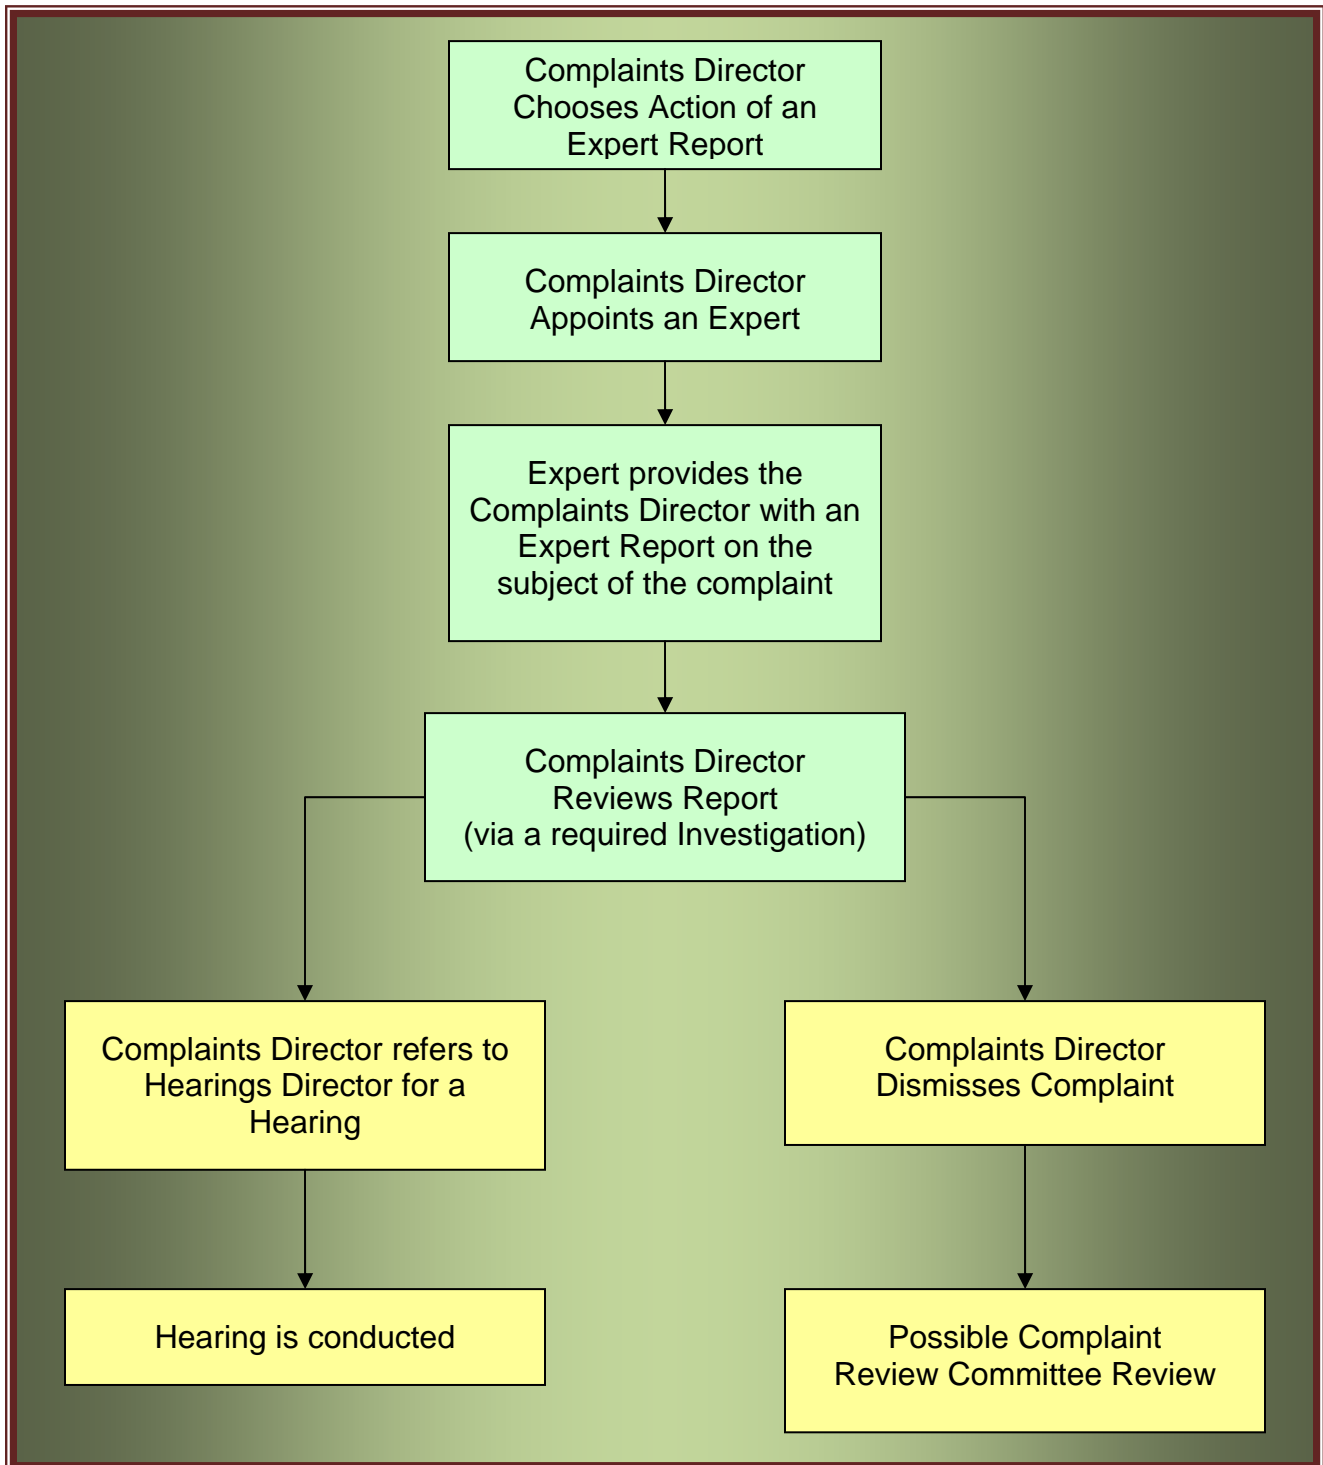 Complaints Director
Chooses Action of an
Expert Report
Complaints Director
Appoints an Expert
Expert provides the
Complaints Director with an
Expert Report on the
subject of the complaint
Complaints Director
Reviews Report
(via a required Investigation)
Complaints Director refers to
Hearings Director for a
Hearing
Complaints Director
Dismisses Complaint
Hearing is conducted
Possible Complaint
Review Committee Review